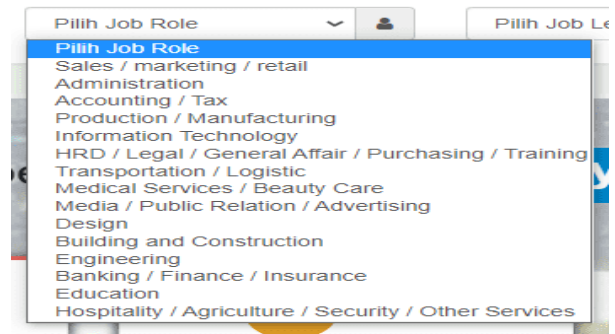 Pilih Job Role
Pilih Job Le
Pilih Job Role
Sales / marketing / retail
Administration
Accounting / Tax
Production / Manufacturing
Information Technology
HRD / Legal / General Affair / Purchasing / Training
Transportation / Logistic
Medical Services / Beauty Care
Media / Public Relation / Advertising
Design
Building and Construction
Engineering
Banking / Finance / Insurance
Education
Hospitality / Agriculture / Security / Other Services